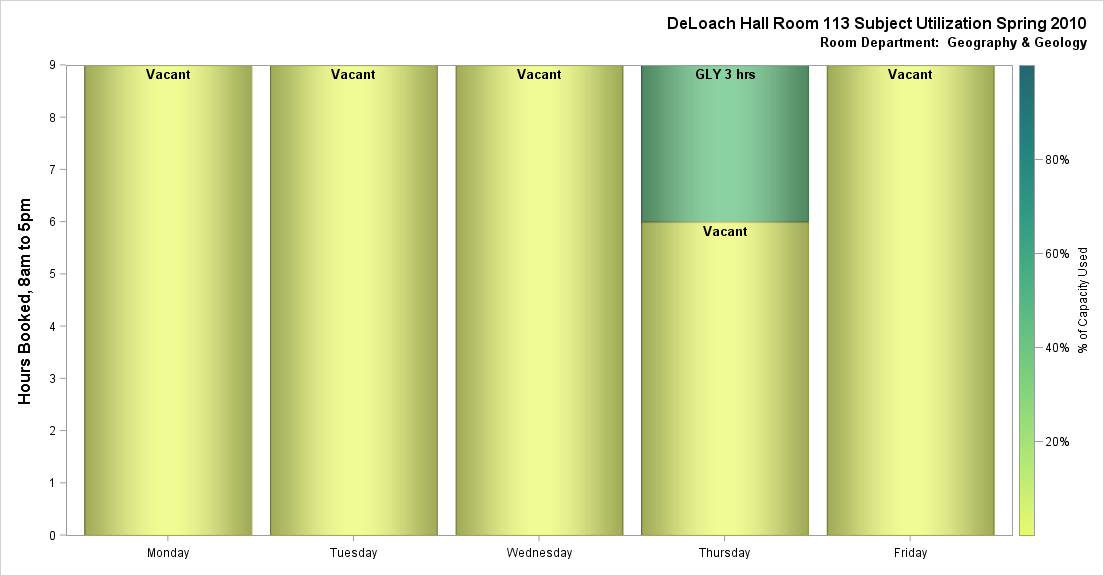 DeLoach Hall Room 113 Subject Utilization Spring 2010
Room Department:  Geography & Geology
Hours Booked, 8am to 5pm
9
8
7
6
5
4
3
2
1
0
Vacant
Vacant
Vacant
GLY 3 hrs
Vacant
Vacant
Monday
Tuesday
Wednesday
Thursday
Friday
80%
60%
40%
20%
% of Capacity Used